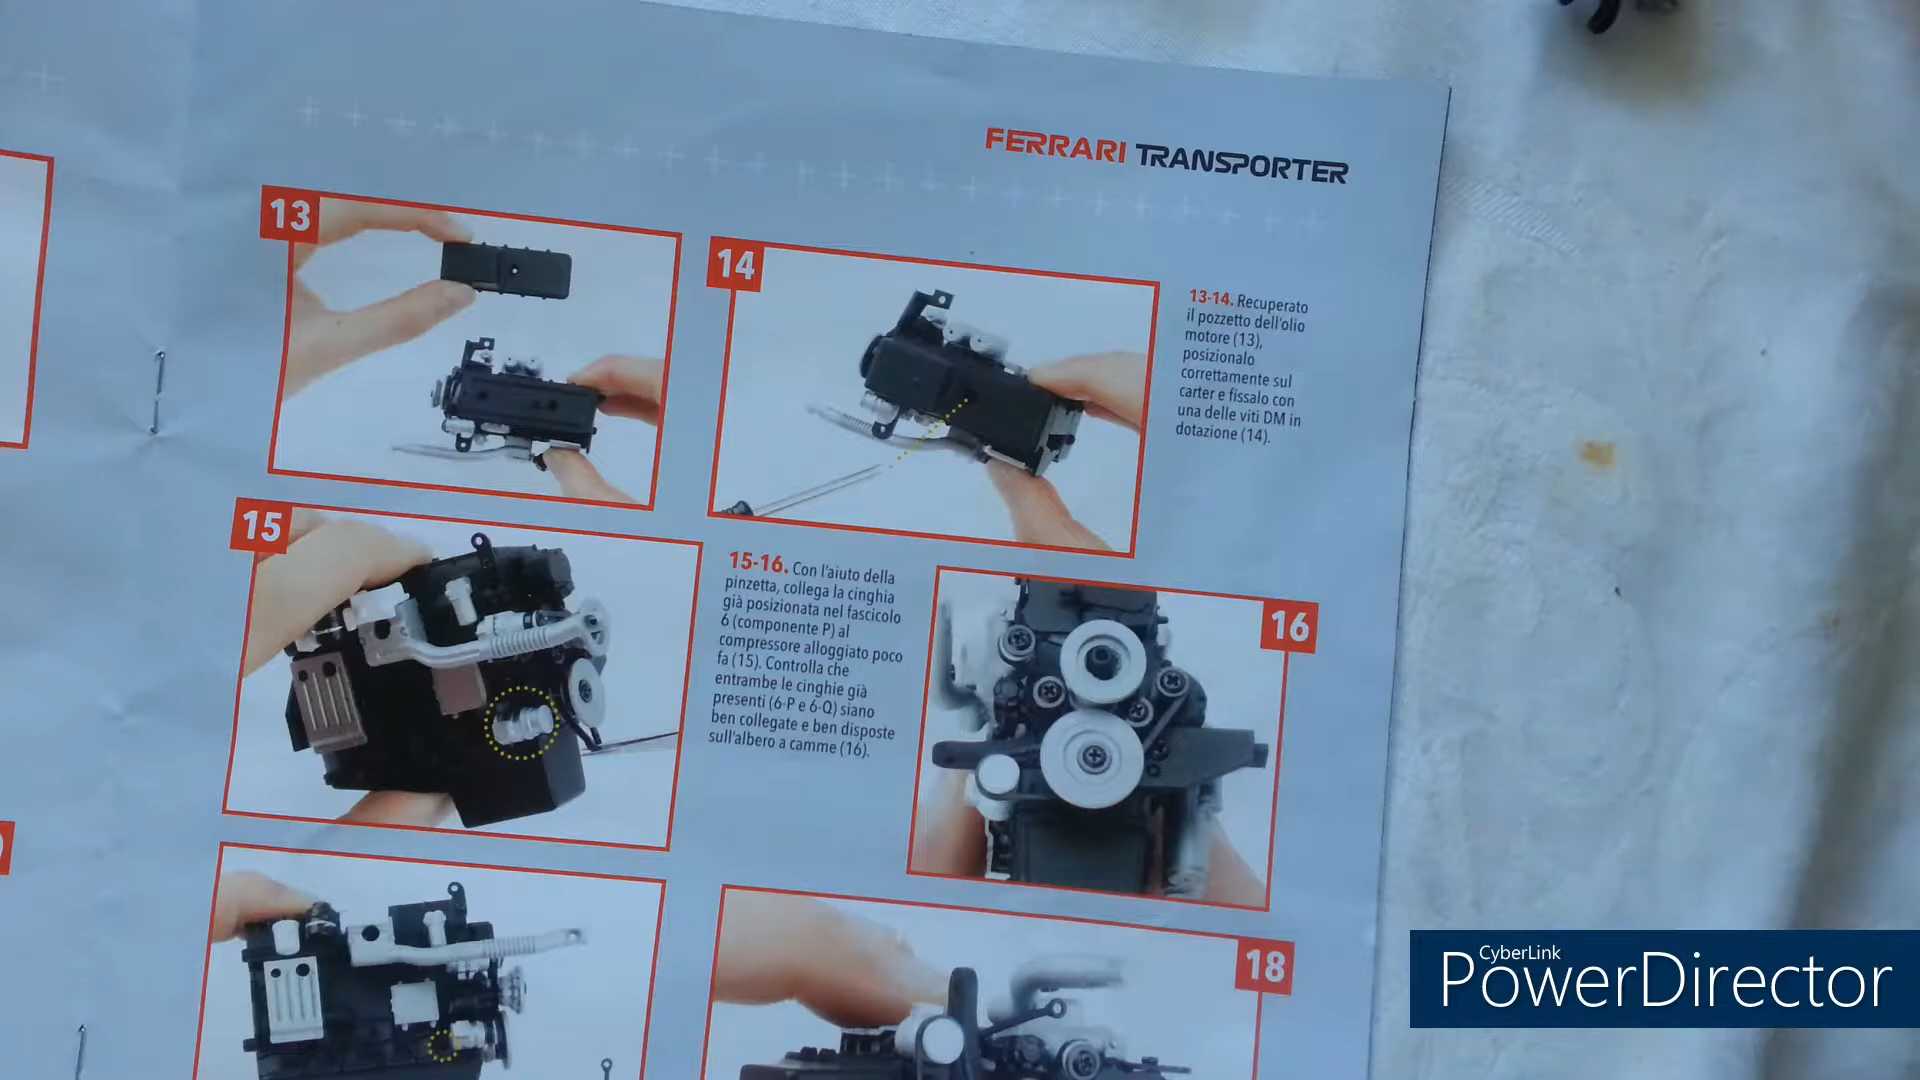 FERRARI TRANSPORTER
13
14
13-14. Recuperato
il pozzetto dell'olio
motore (13),
posizionalo
correttamente sul
carter e fissalo con
una delle viti DM in
dotazione (14).
15
15-16. Con l'aiuto della
pinzetta, collega la cinghia
già posizionata nel fascicolo
6 (componente P) al
compressore alloggiato poco
fa (15). Controlla che
entrambe le cinghie già
presenti (6-P e 6-Q) siano
ben collegate e ben disposte
sull'albero a camme (16).
16
18
CyberLink
PowerDirector